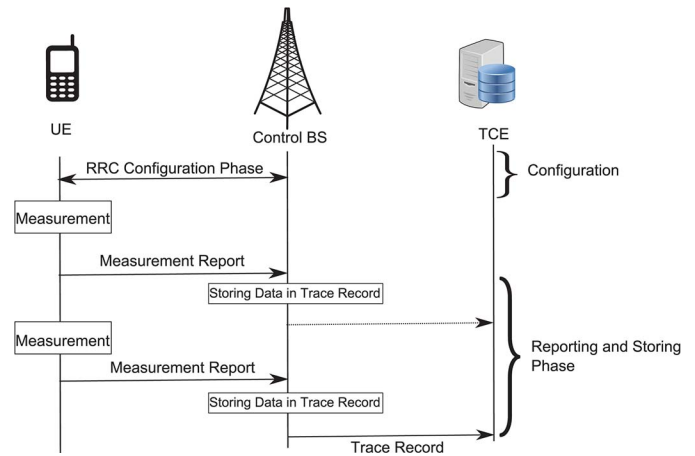 UE
Control BS
TCE
RRC Configuration Phase
Configuration
Measurement
Measurement Report
Storing Data in Trace Record
Measurement
Reporting and Storing
Phase
Measurement Report
Storing Data in Trace Record
Trace Record